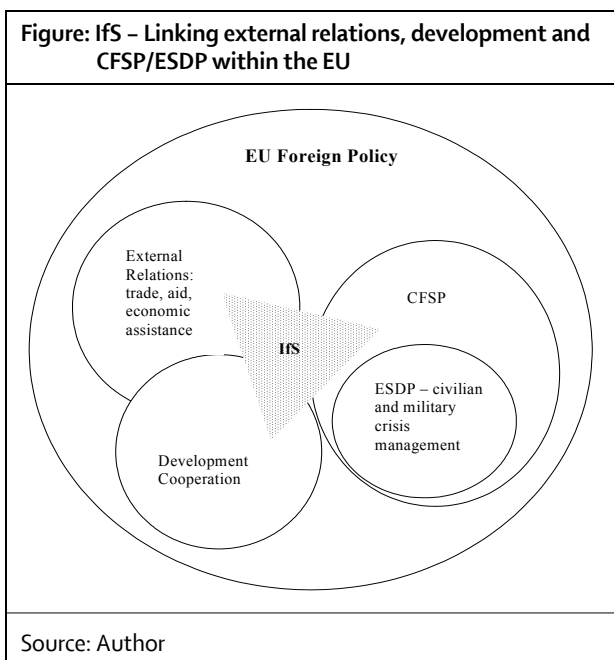 Figure: IfS – Linking external relations, development and
CFSP/ESDP within the EU
EU Foreign Policy
External
Relations:
trade, aid,
economic
assistance
CFSP
IfS
ESDP – civilian
and military
crisis
management
Development
Cooperation
Source: Author